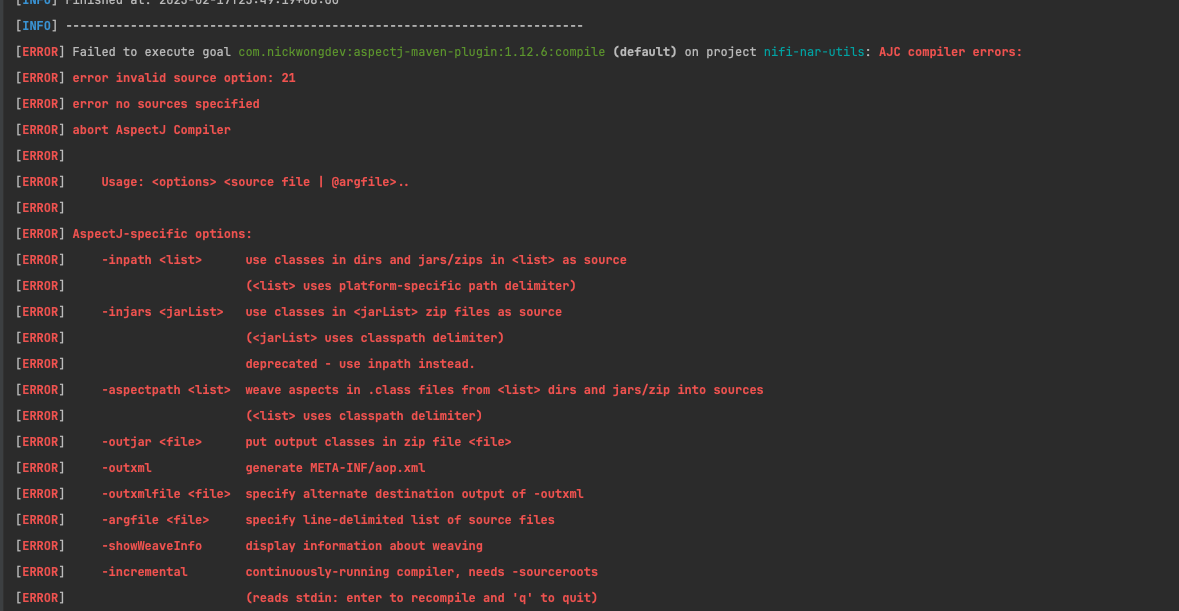 [INFO] Finished at: 2025-02-17T23:49:19+08:00
[INFO] ------------------------------------------------------------------------
[ERROR] Failed to execute goal com.nickwongdev:aspectj-maven-plugin:1.12.6:compile (default) on project nifi-nar-utils: AJC compiler errors:
[ERROR] error invalid source option: 21
[ERROR] error no sources specified
[ERROR] abort AspectJ Compiler
[ERROR]
[ERROR]     Usage: <options> <source file | @argfile>..
[ERROR]
[ERROR] AspectJ-specific options:
[ERROR]     -inpath <list>      use classes in dirs and jars/zips in <list> as source
[ERROR]                         (<list> uses platform-specific path delimiter)
[ERROR]     -injars <jarList>   use classes in <jarList> zip files as source
[ERROR]                         (<jarList> uses classpath delimiter)
[ERROR]                         deprecated - use inpath instead.
[ERROR]     -aspectpath <list>  weave aspects in .class files from <list> dirs and jars/zip into sources
[ERROR]                         (<list> uses classpath delimiter)
[ERROR]     -outjar <file>      put output classes in zip file <file>
[ERROR]     -outxml             generate META-INF/aop.xml
[ERROR]     -outxmlfile <file>  specify alternate destination output of -outxml
[ERROR]     -argfile <file>     specify line-delimited list of source files
[ERROR]     -showWeaveInfo      display information about weaving
[ERROR]     -incremental        continuously-running compiler, needs -sourceroots
[ERROR]                         (reads stdin: enter to recompile and 'q' to quit)